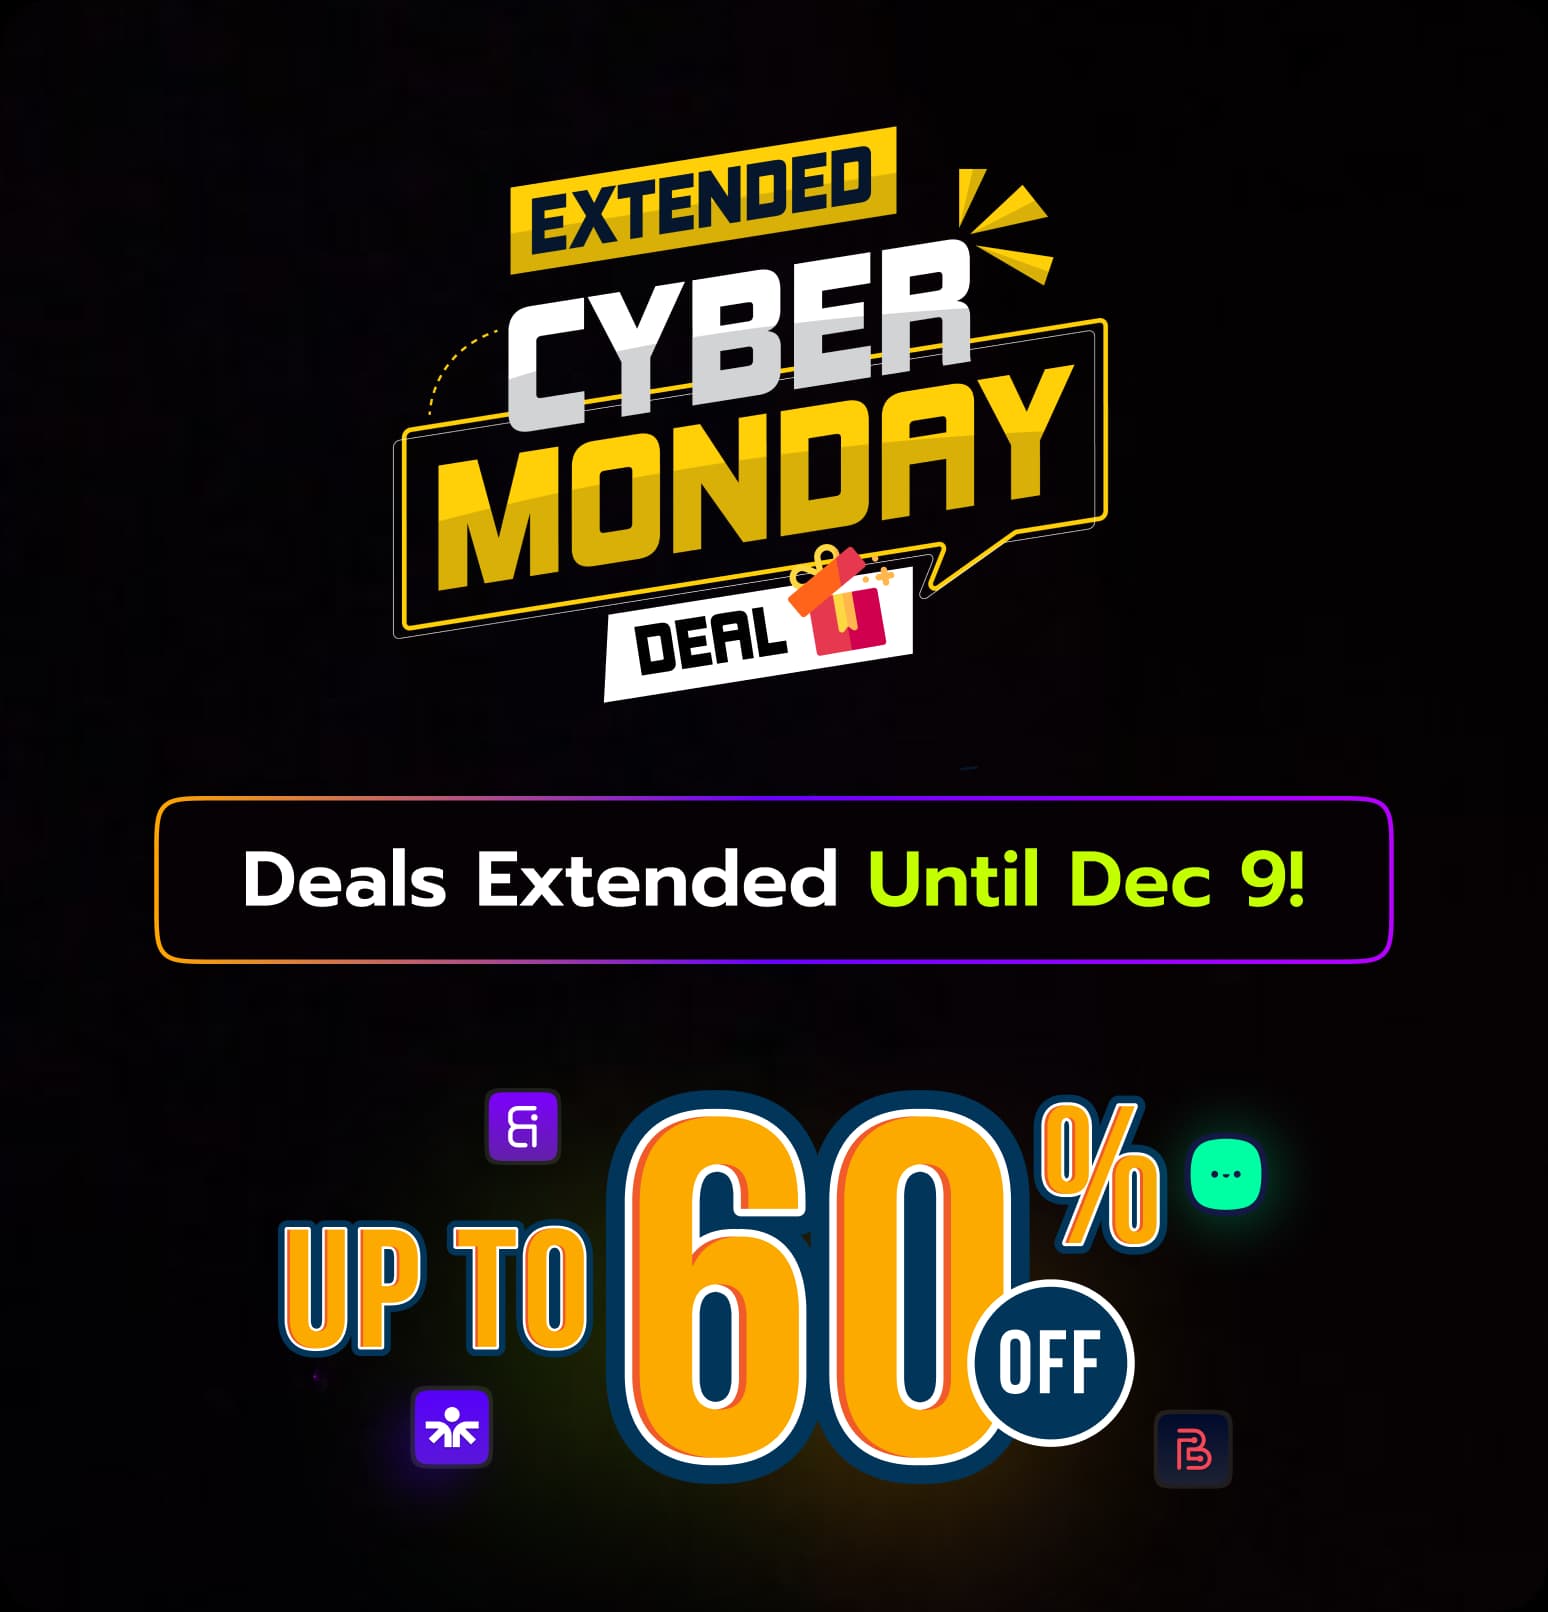 EXTENDED
CYBER
MONDAY
DEAL
Deals Extended Until Dec 9!
UP TO 60%
OFF